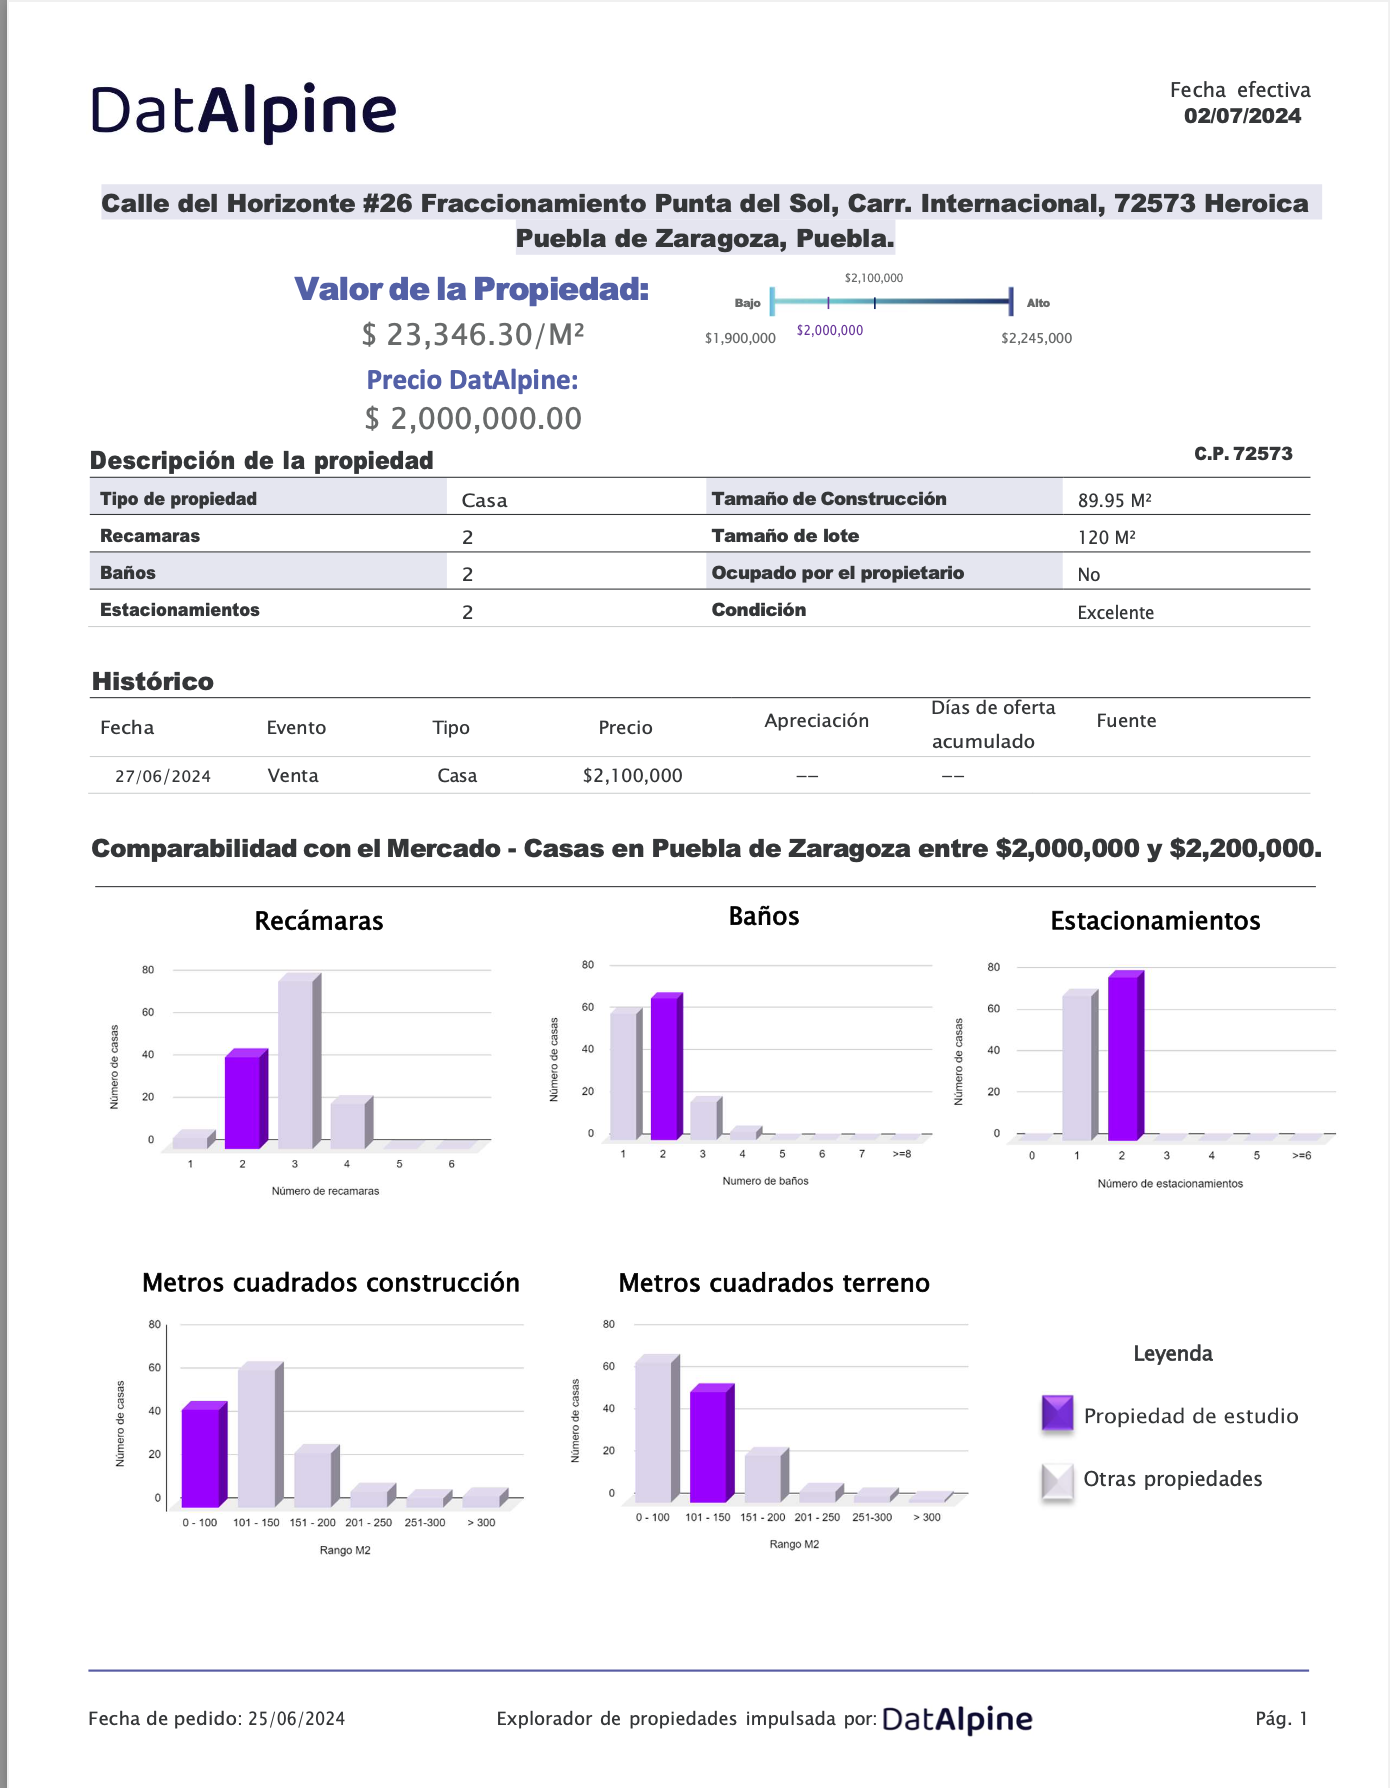 DatAlpine
Fecha efectiva
02/07/2024
Calle del Horizonte #26 Fraccionamiento Punta del Sol, Carr. Internacional, 72573 Heroica
Puebla de Zaragoza, Puebla.
Valor de la Propiedad:
$ 23,346.30/M²
Precio DatAlpine:
$ 2,000,000.00
$2,100,000
Bajo
Alto
$1,900,000
$2,000,000
$2,245,000
Descripción de la propiedad
C.P. 72573
Tipo de propiedad Casa Tamaño de Construcción 89.95 M²
Recamaras 2 Tamaño de lote 120 M²
Baños 2 Ocupado por el propietario No
Estacionamientos 2 Condición Excelente
Histórico
Fecha Evento Tipo Precio Apreciación Días de oferta acumulado Fuente
27/06/2024 Venta Casa $2,100,000 –– ––
Comparabilidad con el Mercado - Casas en Puebla de Zaragoza entre $2,000,000 y $2,200,000.
Recámaras
Número de casas
80
60
40
20
0
1 2 3 4 5 6
Número de recamaras
Baños
Número de casas
80
60
40
20
0
1 2 3 4 5 6 7 >=8
Numero de baños
Estacionamientos
Número de casas
80
60
40
20
0
0 1 2 3 4 5 >=6
Número de estacionamientos
Metros cuadrados construcción
Número de casas
80
60
40
20
0
0 - 100 101 - 150 151 - 200 201 - 250 251-300 > 300
Rango M2
Metros cuadrados terreno
Número de casas
80
60
40
20
0
0 - 100 101 - 150 151 - 200 201 - 250 251-300 > 300
Rango M2
Leyenda
Propiedad de estudio
Otras propiedades
Fecha de pedido: 25/06/2024
Explorador de propiedades impulsada por: DatAlpine
Pág. 1